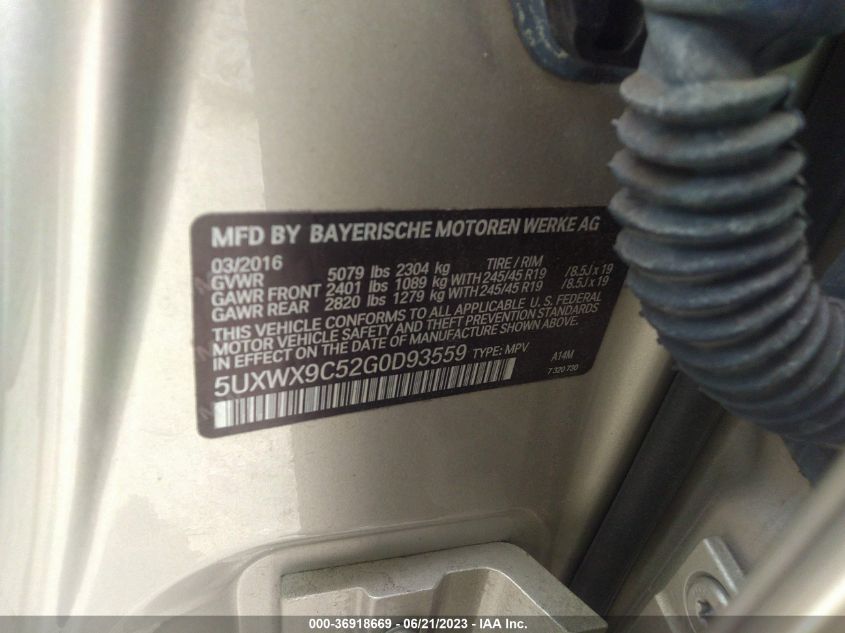 MFD BY BAYERISCHE MOTOREN WERKE AG
03/2016 TIRE / RIM
GVWR 5079 lbs 2304 kg
GAWR FRONT 2401 lbs 1089 kg WITH 245/45 R19 /8.5J x 19
GAWR REAR 2820 lbs 1279 kg WITH 245/45 R19 /8.5J x 19
THIS VEHICLE CONFORMS TO ALL APPLICABLE U.S. FEDERAL
MOTOR VEHICLE SAFETY AND THEFT PREVENTION STANDARDS
IN EFFECT ON THE DATE OF MANUFACTURE SHOWN ABOVE.
5UXWX9C52G0D93559 TYPE: MPV A14M
7 320 730
000-36918669 - 06/21/2023 - IAA Inc.